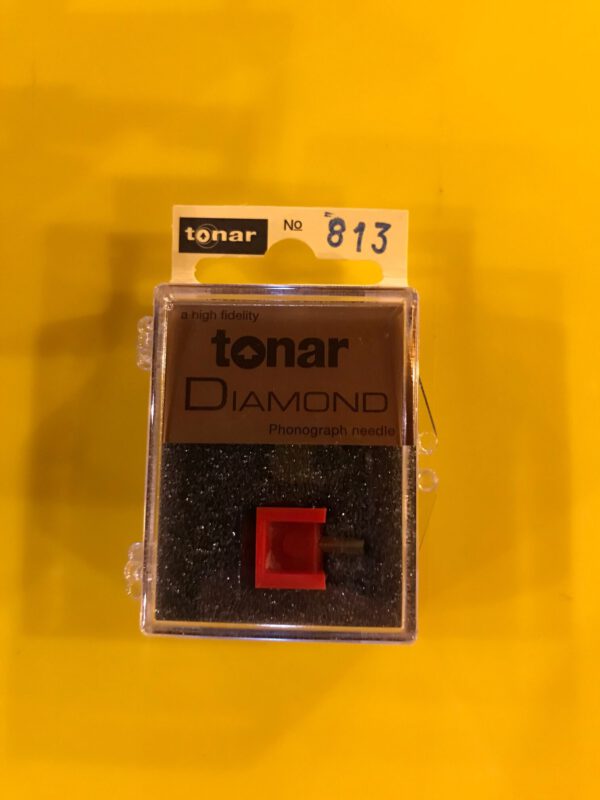 tonar No 813
a high fidelity
tonar
DIAMOND
Phonograph needle